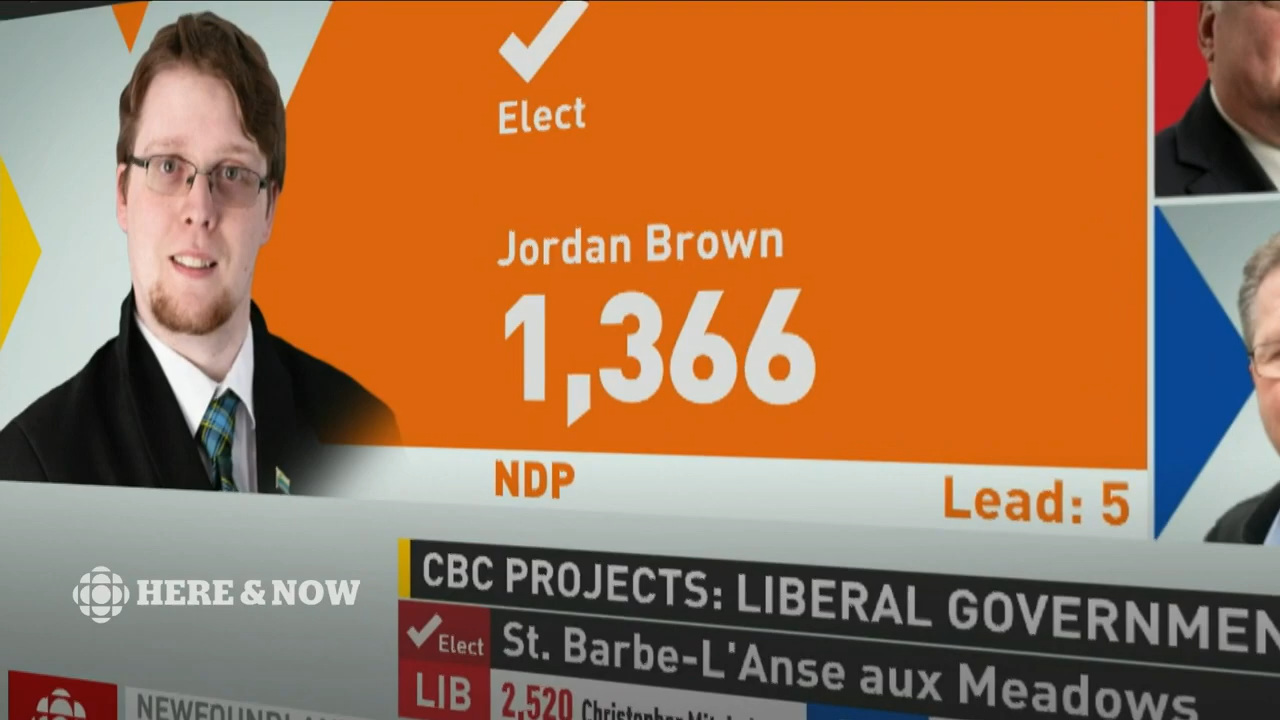 Elect
Jordan Brown
1,366
NDP
Lead: 5
HERE & NOW
CBC PROJECTS: LIBERAL GOVERNMEN
Elect
St. Barbe-L'Anse aux Meadows
LIB
2,520
Christopher